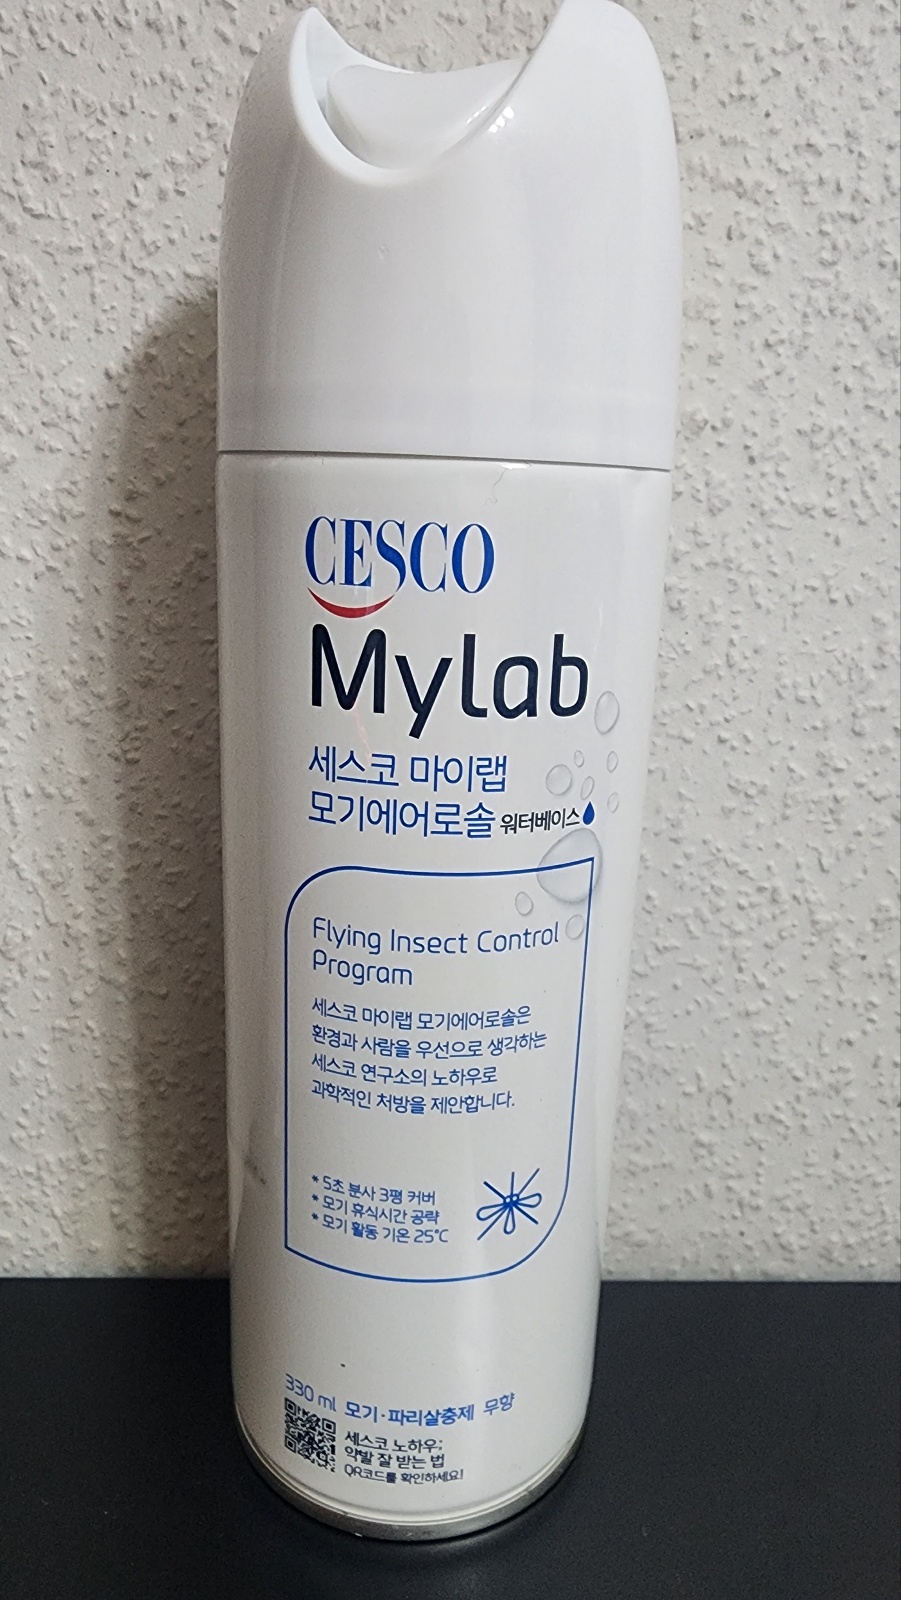 CESCO
Mylab
세스코 마이랩
모기에어로솔 워터베이스
Flying Insect Control
Program
세스코 마이랩 모기에어로솔은
환경과 사람을 우선으로 생각하는
세스코 연구소의 노하우로
과학적인 처방을 제안합니다.
* 5초 분사 3평 커버
* 모기 휴식시간 공략
* 모기 활동 기온 25℃
330 ml 모기·파리살충제 무향
세스코 노하우;
약발 잘 받는 법
QR코드를 확인하세요!